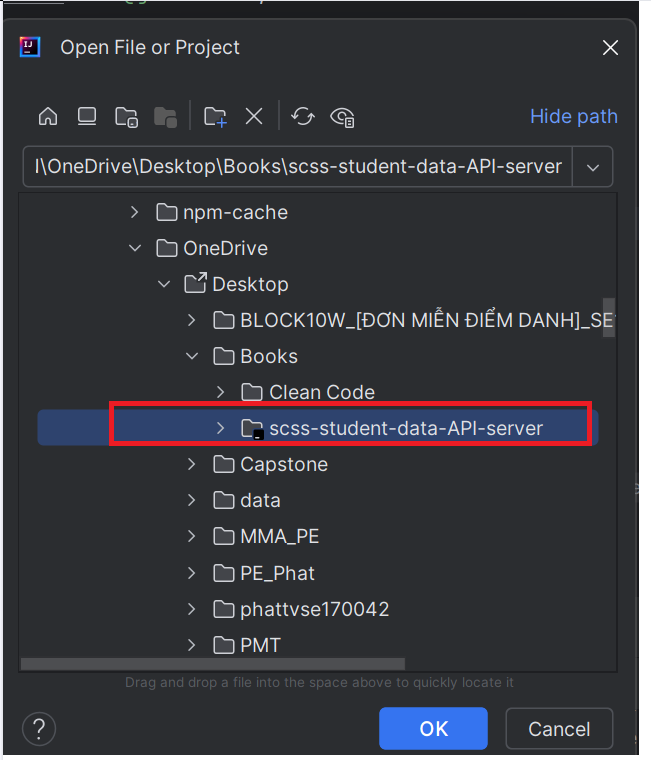 IJ
Open File or Project
Hide path
I\OneDrive\Desktop\Books\scss-student-data-API-server
npm-cache
OneDrive
Desktop
BLOCK10W_[ĐƠN MIỄN ĐIỂM DANH]_SE1
Books
Clean Code
scss-student-data-API-server
Capstone
data
MMA_PE
PE_Phat
phattvse170042
PMT
Drag and drop a file into the space above to quickly locate it
?
OK
Cancel